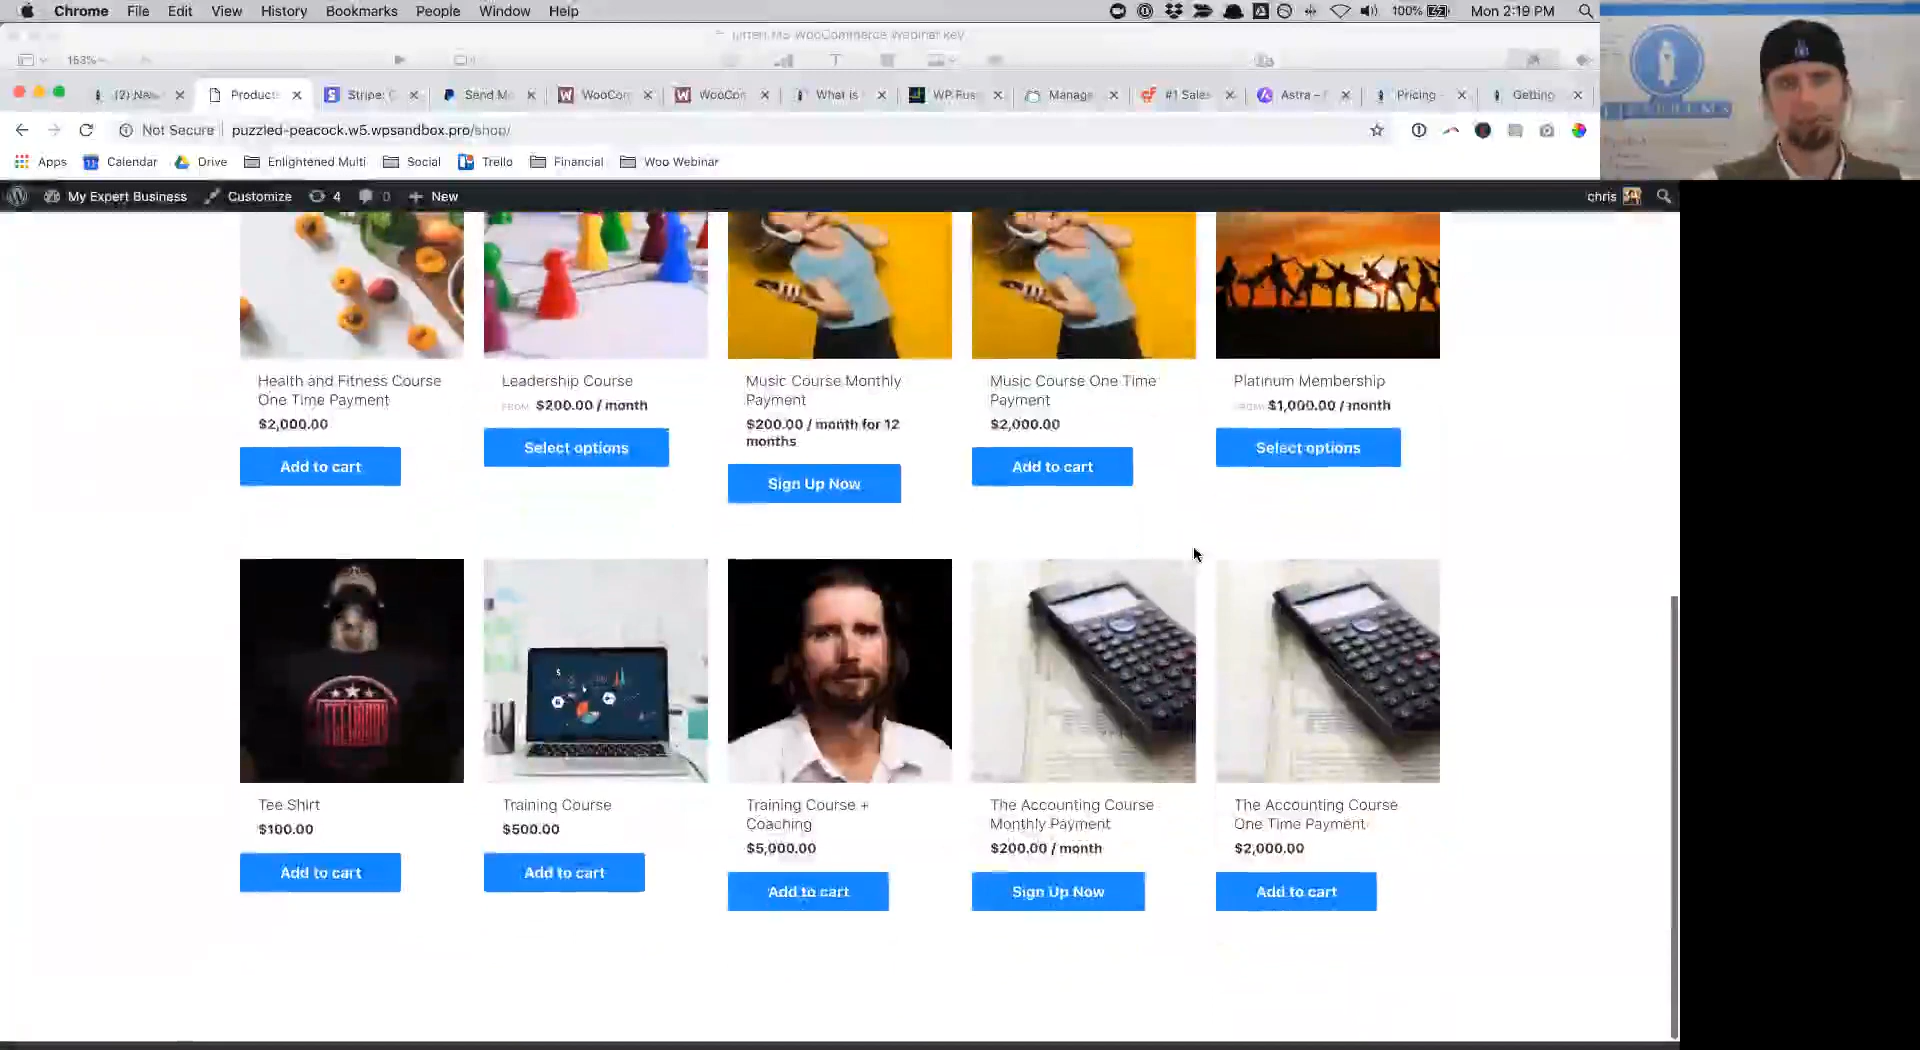 Chrome File Edit View History Bookmarks People Window Help 100% Mon 2:19 PM
WooCommerce Webinar.key
153%
(2) New Product Stripe: C Send M WooCom WooCom What is WP Fus Manage #1 Sales Astra – Pricing - Getting
Not Secure puzzled-peacock.w5.wpsandbox.pro/shop/
Apps Calendar Drive Enlightened Multi Social Trello Financial Woo Webinar
My Expert Business Customize 4 0 New chris
Health and Fitness Course
One Time Payment
$2,000.00
Add to cart
Leadership Course
FROM: $200.00 / month
Select options
Music Course Monthly
Payment
$200.00 / month for 12
months
Sign Up Now
Music Course One Time
Payment
$2,000.00
Add to cart
Platinum Membership
FROM: $1,000.00 / month
Select options
Tee Shirt
$100.00
Add to cart
Training Course
$500.00
Add to cart
Training Course +
Coaching
$5,000.00
Add to cart
The Accounting Course
Monthly Payment
$200.00 / month
Sign Up Now
The Accounting Course
One Time Payment
$2,000.00
Add to cart